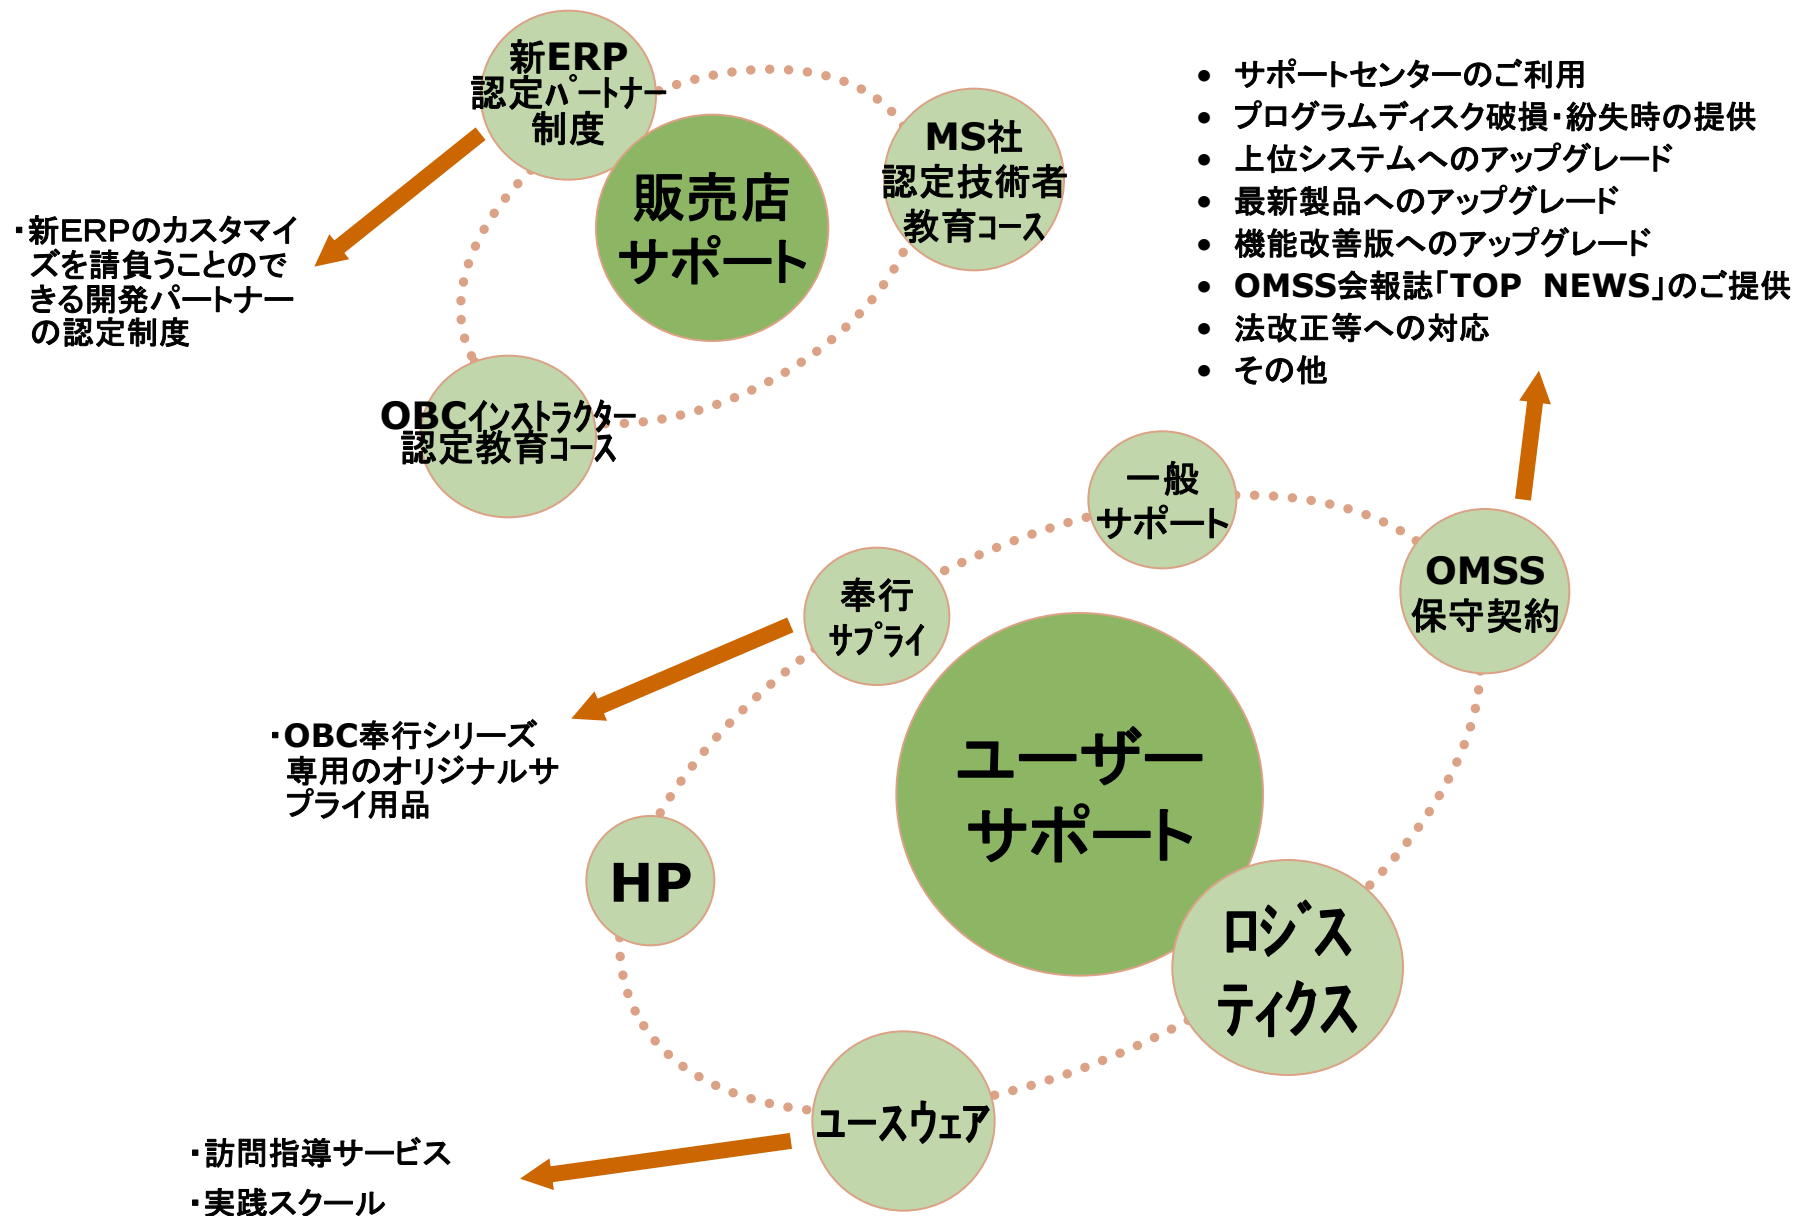 新ERP
認定パートナー
制度
販売店
サポート
MS社
認定技術者
教育コース
OBCインストラクター
認定教育コース
・新ERPのカスタマイ
ズを請負うことので
きる開発パートナー
の認定制度
• サポートセンターのご利用
• プログラムディスク破損・紛失時の提供
• 上位システムへのアップグレード
• 最新製品へのアップグレード
• 機能改善版へのアップグレード
• OMSS会報誌「TOP NEWS」のご提供
• 法改正等への対応
• その他
一般
サポート
OMSS
保守契約
奉行
サプライ
・OBC奉行シリーズ
専用のオリジナルサ
プライ用品
ユーザー
サポート
HP
ロジス
ティクス
ユースウェア
・訪問指導サービス
・実践スクール